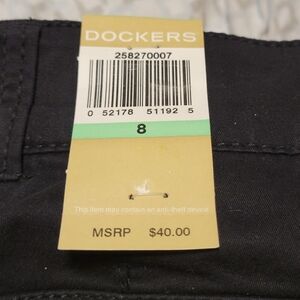 DOCKERS
258270007
0 52178 51192 5
8
This item may contain an anti-theft device
MSRP $40.00